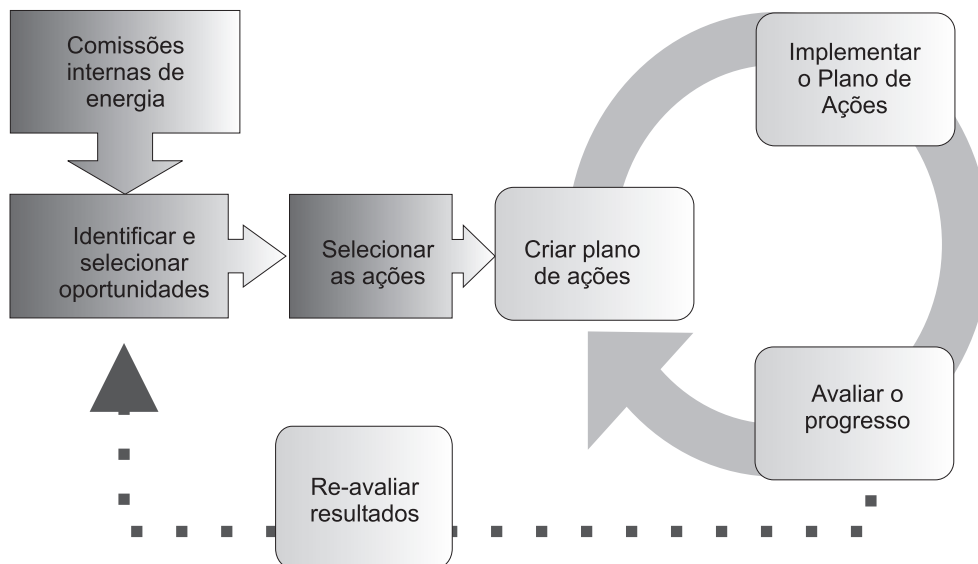 Comissões
internas de
energia
Implementar
o Plano de
Ações
Identificar e
selecionar
oportunidades
Selecionar
as ações
Criar plano
de ações
Avaliar o
progresso
Re-avaliar
resultados